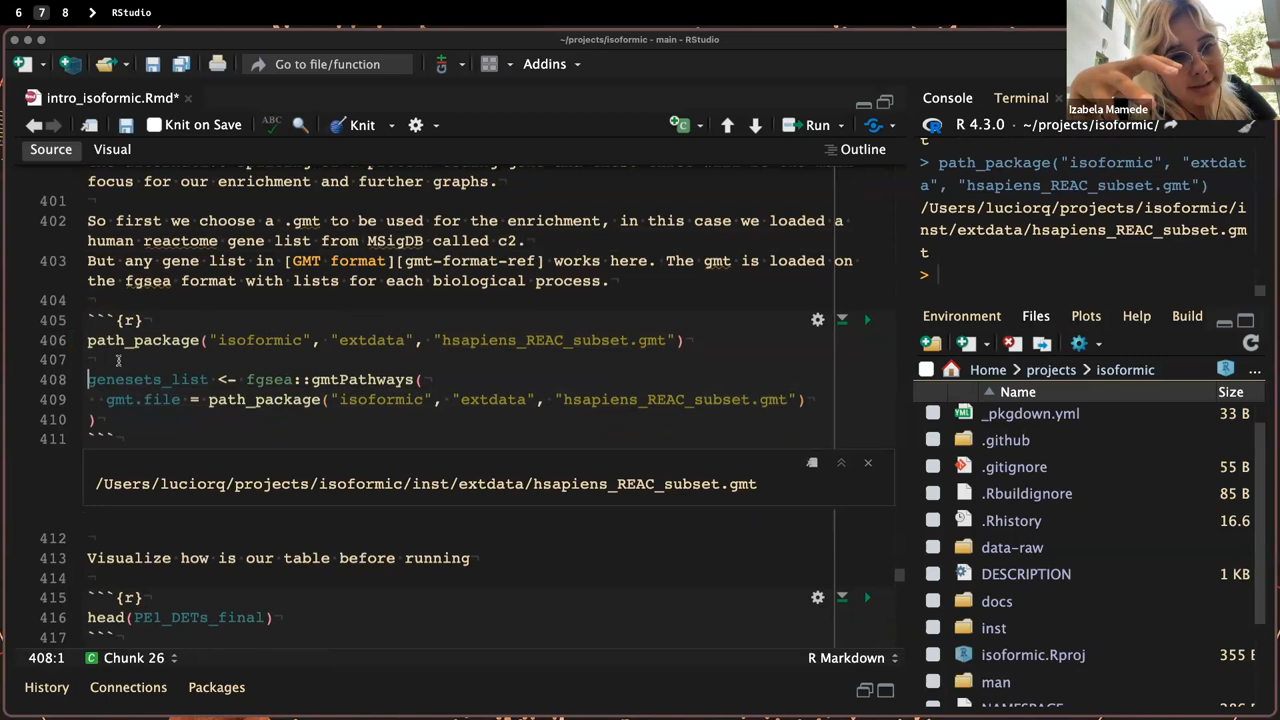 6 7 8 RStudio
~/projects/isoformic - main - RStudio
Go to file/function
Addins
Izabela Mamede
intro_isoformic.Rmd*
Knit on Save
ABC
Knit
Run
Source
Visual
Outline
focus for our enrichment and further graphs.
401
402 So first we choose a .gmt to be used for the enrichment, in this case we loaded a
human reactome gene list from MSigDB called c2.
403 But any gene list in [GMT format][gmt-format-ref] works here. The gmt is loaded on
the fgsea format with lists for each biological process.
404
405 ```{r}
406 path_package("isoformic", "extdata", "hsapiens_REAC_subset.gmt")
407
408 genesets_list <- fgsea::gmtPathways(
409 gmt.file = path_package("isoformic", "extdata", "hsapiens_REAC_subset.gmt")
410 )
411 ```
/Users/luciorq/projects/isoformic/inst/extdata/hsapiens_REAC_subset.gmt
412
413 Visualize how is our table before running
414
415 ```{r}
416 head(PE1_DETs_final)
417 ```
408:1
Chunk 26
R Markdown
History
Connections
Packages
Console
Terminal
R 4.3.0 · ~/projects/isoformic/
t
> path_package("isoformic", "extdat
a", "hsapiens_REAC_subset.gmt")
/Users/luciorq/projects/isoformic/i
nst/extdata/hsapiens_REAC_subset.gm
t
>
Environment
Files
Plots
Help
Build
Home projects isoformic
...
Name
_pkgdown.yml 33 B
.github
.gitignore 55 B
.Rbuildignore 85 B
.Rhistory 16.6
data-raw
DESCRIPTION 1 KB
docs
inst
isoformic.Rproj 355 B
man